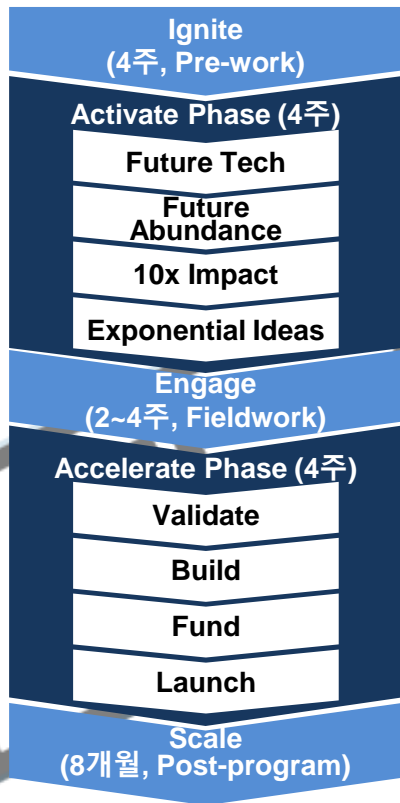 Ignite
(4주, Pre-work)
Activate Phase (4주)
Future Tech
Future
Abundance
10x Impact
Exponential Ideas
Engage
(2~4주, Fieldwork)
Accelerate Phase (4주)
Validate
Build
Fund
Launch
Scale
(8개월, Post-program)